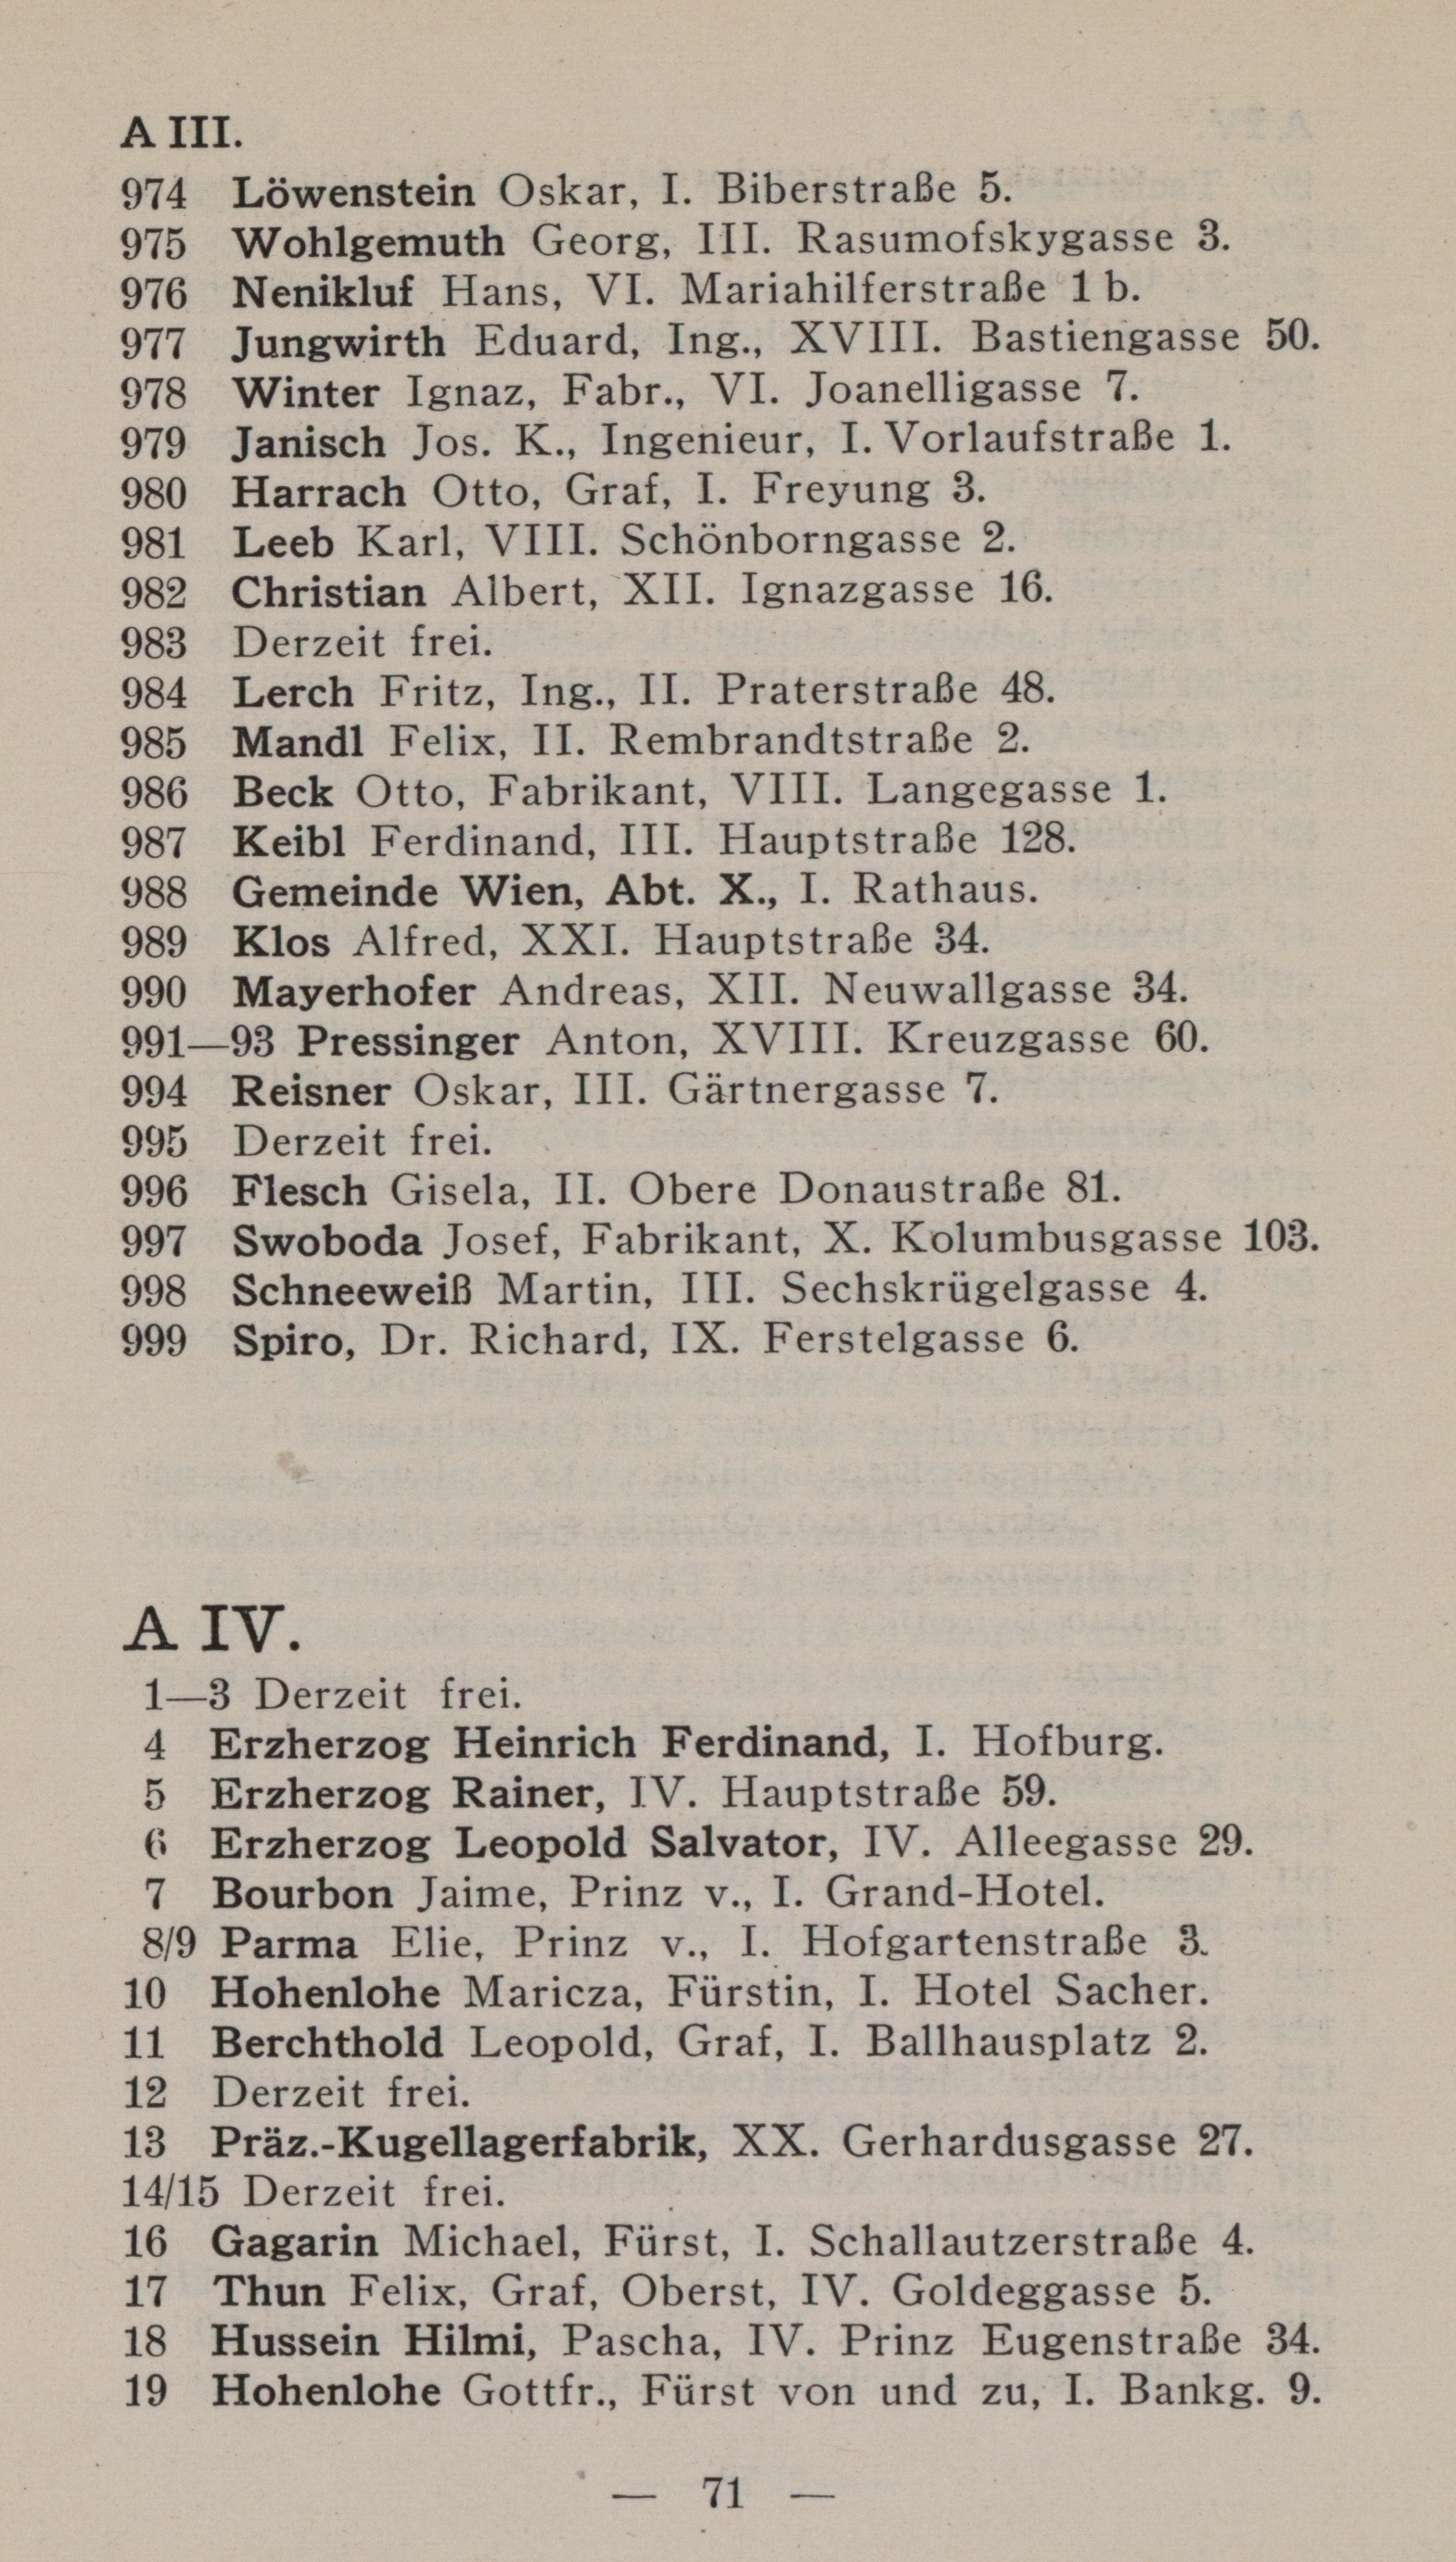 A III.
974 Löwenstein Oskar, I. Biberstraße 5.
975 Wohlgemuth Georg, III. Rasumofskygasse 3.
976 Nenikluf Hans, VI. Mariahilferstraße 1 b.
977 Jungwirth Eduard, Ing., XVIII. Bastiengasse 50.
978 Winter Ignaz, Fabr., VI. Joanelligasse 7.
979 Janisch Jos. K., Ingenieur, I. Vorlaufstraße 1.
980 Harrach Otto, Graf, I. Freyung 3.
981 Leeb Karl, VIII. Schönborngasse 2.
982 Christian Albert, XII. Ignazgasse 16.
983 Derzeit frei.
984 Lerch Fritz, Ing., II. Praterstraße 48.
985 Mandl Felix, II. Rembrandtstraße 2.
986 Beck Otto, Fabrikant, VIII. Langegasse 1.
987 Keibl Ferdinand, III. Hauptstraße 128.
988 Gemeinde Wien, Abt. X., I. Rathaus.
989 Klos Alfred, XXI. Hauptstraße 34.
990 Mayerhofer Andreas, XII. Neuwallgasse 34.
991—93 Pressinger Anton, XVIII. Kreuzgasse 60.
994 Reisner Oskar, III. Gärtnergasse 7.
995 Derzeit frei.
996 Flesch Gisela, II. Obere Donaustraße 81.
997 Swoboda Josef, Fabrikant, X. Kolumbusgasse 103.
998 Schneeweiß Martin, III. Sechskrügelgasse 4.
999 Spiro, Dr. Richard, IX. Ferstelgasse 6.
A IV.
1—3 Derzeit frei.
4 Erzherzog Heinrich Ferdinand, I. Hofburg.
5 Erzherzog Rainer, IV. Hauptstraße 59.
6 Erzherzog Leopold Salvator, IV. Alleegasse 29.
7 Bourbon Jaime, Prinz v., I. Grand-Hotel.
8/9 Parma Elie, Prinz v., I. Hofgartenstraße 3.
10 Hohenlohe Maricza, Fürstin, I. Hotel Sacher.
11 Berchthold Leopold, Graf, I. Ballhausplatz 2.
12 Derzeit frei.
13 Präz.-Kugellagerfabrik, XX. Gerhardusgasse 27.
14/15 Derzeit frei.
16 Gagarin Michael, Fürst, I. Schallautzerstraße 4.
17 Thun Felix, Graf, Oberst, IV. Goldeggasse 5.
18 Hussein Hilmi, Pascha, IV. Prinz Eugenstraße 34.
19 Hohenlohe Gottfr., Fürst von und zu, I. Bankg. 9.
— 71 —